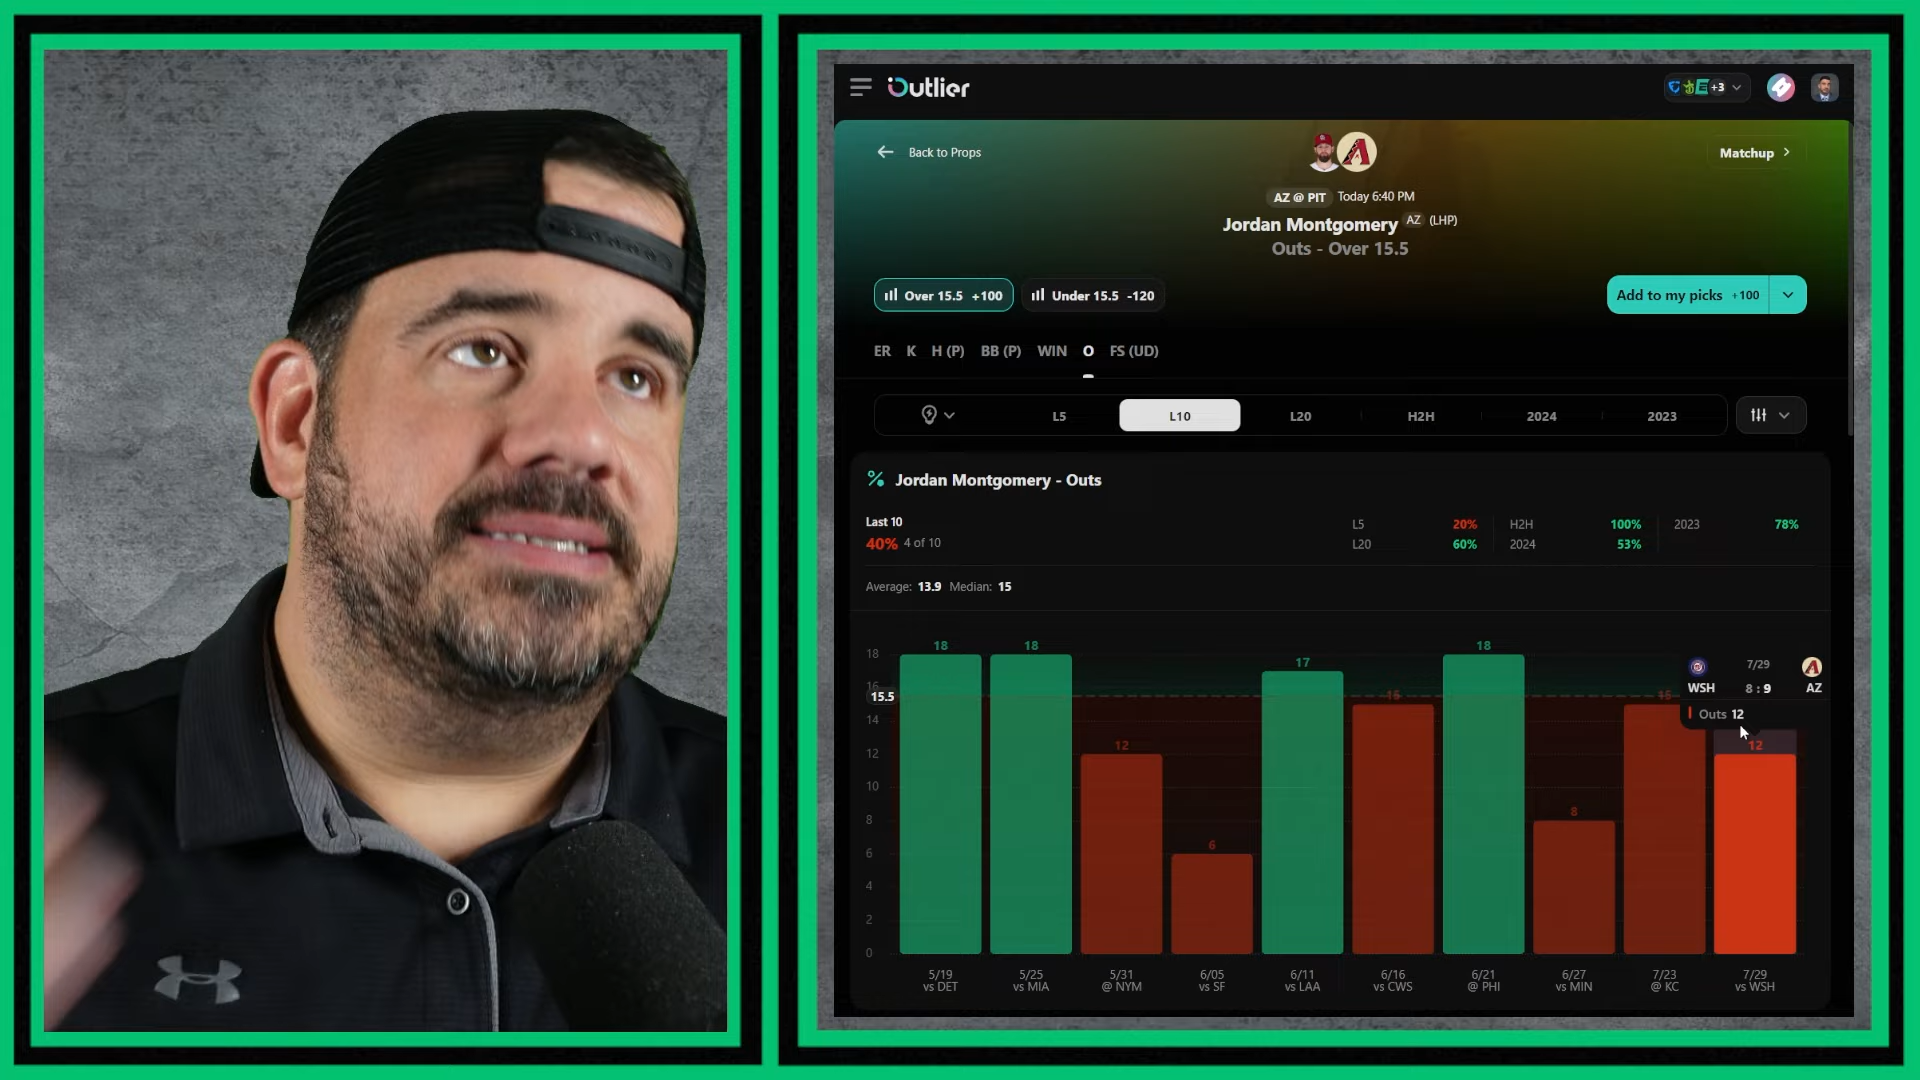 Outlier
+3
Back to Props
Matchup
AZ @ PIT Today 6:40 PM
Jordan Montgomery AZ (LHP)
Outs - Over 15.5
Over 15.5 +100
Under 15.5 -120
Add to my picks +100
ER K H (P) BB (P) WIN O FS (UD)
L5 L10 L20 H2H 2024 2023
Jordan Montgomery - Outs
Last 10
40% 4 of 10
L5 20% H2H 100% 2023 78%
L20 60% 2024 53%
Average: 13.9 Median: 15
18 18 12 6 17 15 18 8 15 12
7/29
WSH 8 : 9 AZ
Outs 12
18
16
15.5
14
12
10
8
6
4
2
0
5/19 5/25 5/31 6/05 6/11 6/16 6/21 6/27 7/23 7/29
vs DET vs MIA @ NYM vs SF vs LAA vs CWS @ PHI vs MIN @ KC vs WSH